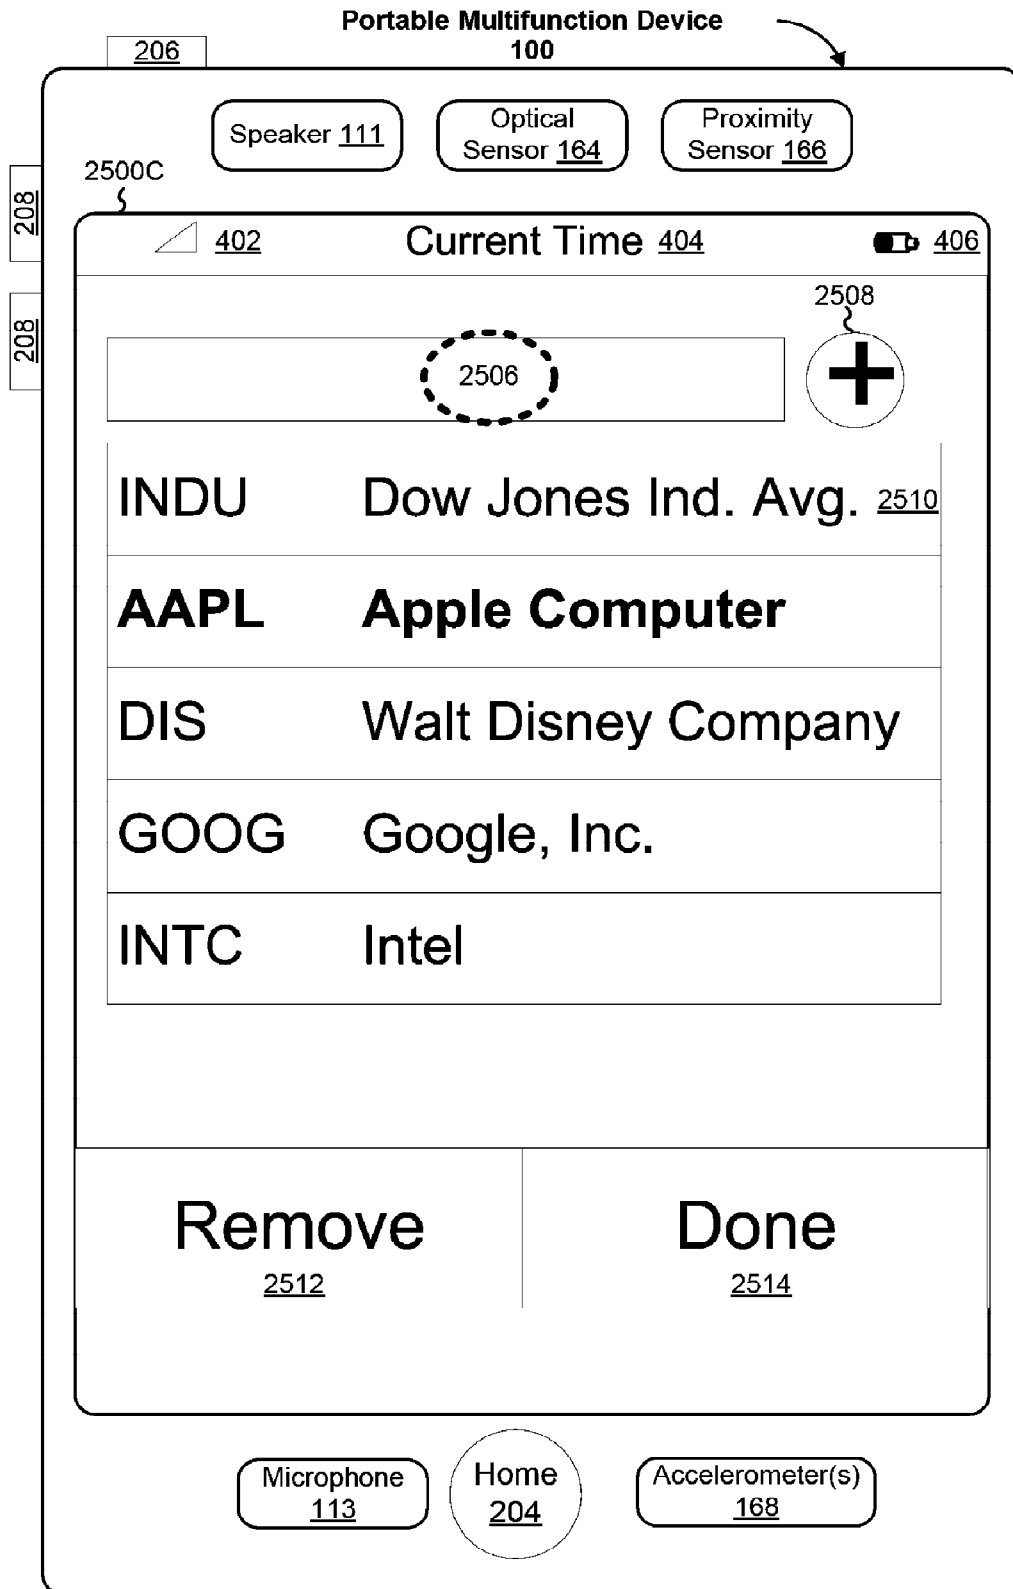 Portable Multifunction Device
100
206
Speaker 111
Optical
Sensor 164
Proximity
Sensor 166
2500C
208
208
402
Current Time 404
406
2508
2506
INDU Dow Jones Ind. Avg. 2510
AAPL Apple Computer
DIS Walt Disney Company
GOOG Google, Inc.
INTC Intel
Remove
2512
Done
2514
Microphone
113
Home
204
Accelerometer(s)
168